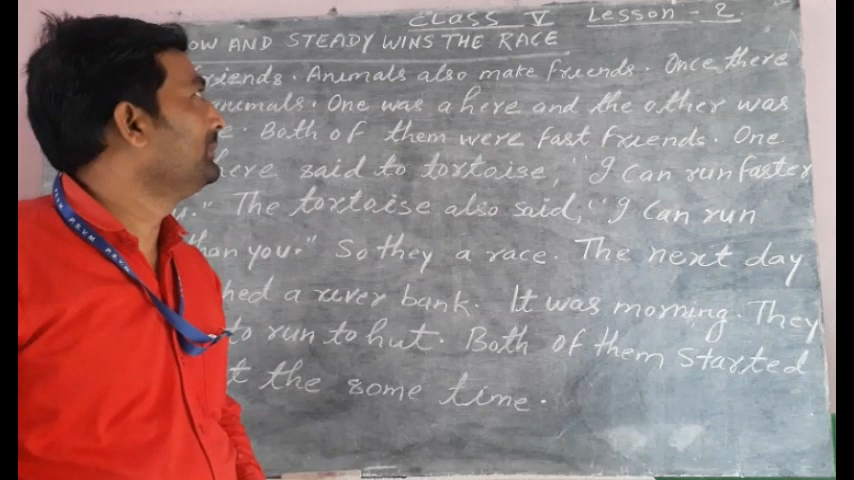 CLASS V Lesson - 2
OW AND STEADY WINS THE RACE
friends. Animals also make friends. Once there
animals. One was a here and the other was
e. Both of them were fast friends. One
here said to tortoise, "I can run faster
u." The tortoise also said, "I can run
than you." So they a race. The next day
hed a river bank. It was morning. They
to run to hut. Both of them started
t the some time.
P.S.V.M P.S.V.M